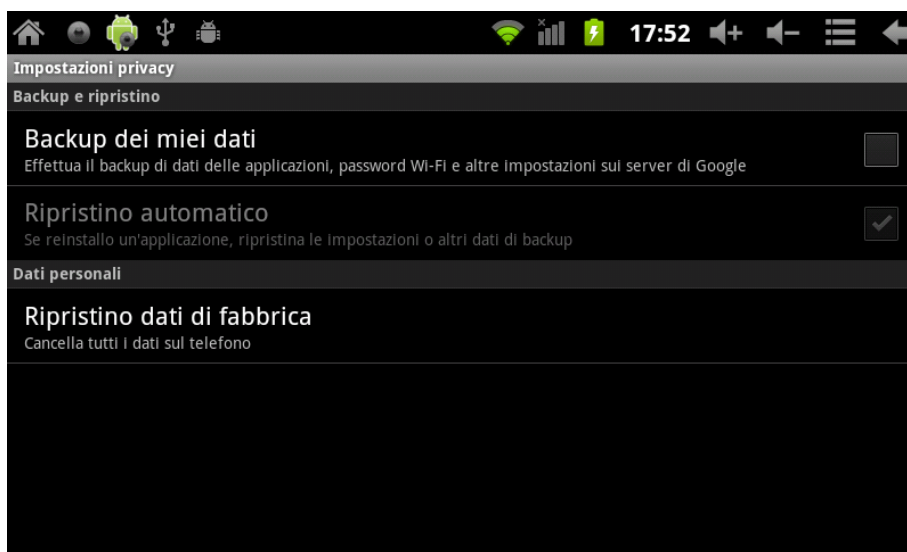 17:52
Impostazioni privacy
Backup e ripristino
Backup dei miei dati
Effettua il backup di dati delle applicazioni, password Wi-Fi e altre impostazioni sui server di Google
Ripristino automatico
Se reinstallo un'applicazione, ripristina le impostazioni o altri dati di backup
Dati personali
Ripristino dati di fabbrica
Cancella tutti i dati sul telefono